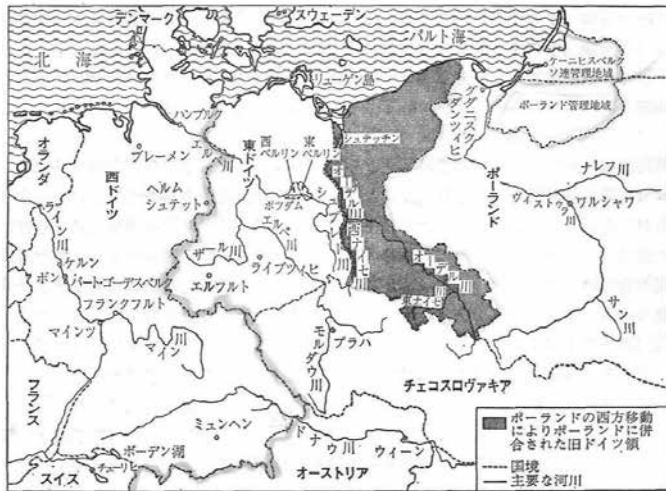 デンマーク
スウェーデン
北海
バルト海
リューゲン島
ケーニヒスベルク
ソ連管理地域
ポーランド管理地域
グダニスク
(ダンツィヒ)
ハンブルク
エルベ川
オランダ
ブレーメン
西ドイツ
東ドイツ
西ベルリン
東ベルリン
シュテッチン
オーデル川
ポーランド
ナレフ川
ヴィストゥラ川
ワルシャワ
ヘルム
シュテット
ポツダム
エルベ川
シュプレー川
西ナイセ川
オーデル川
東ナイセ川
サン川
ライン川
ケルン
ボン
バート・ゴーデスベルク
フランクフルト
ザール川
ライプツィヒ
エルフルト
マインツ
マイン川
モルダウ川
プラハ
チェコスロヴァキア
フランス
ミュンヘン
ドナウ川
ウィーン
ボーデン湖
チューリヒ
スイス
オーストリア
ポーランドの西方移動
によりポーランドに併
合された旧ドイツ領
国境
主要な河川